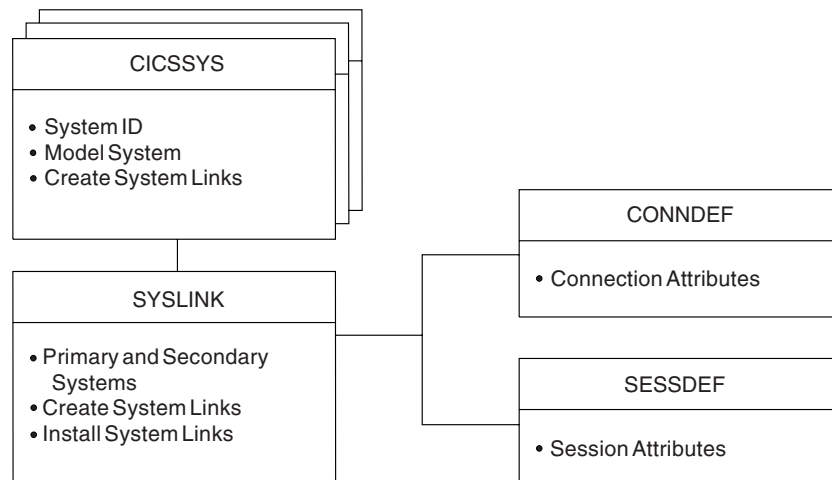 CICSSYS
• System ID
• Model System
• Create System Links
SYSLINK
• Primary and Secondary
Systems
• Create System Links
• Install System Links
CONNDEF
• Connection Attributes
SESSDEF
• Session Attributes